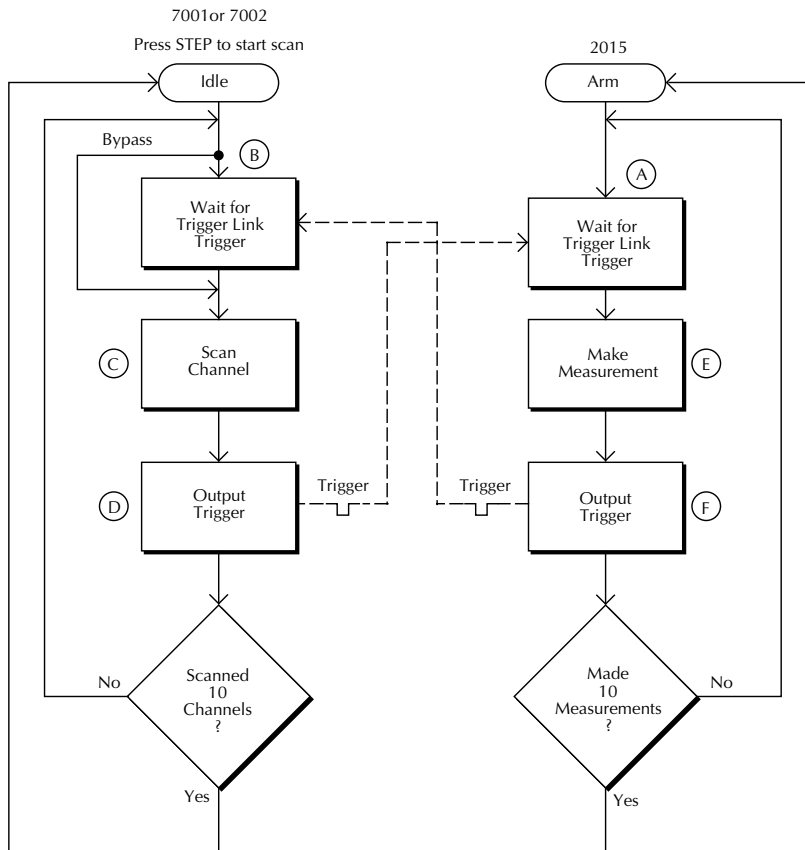 7001or 7002
Press STEP to start scan
Idle
Bypass
B
Wait for
Trigger Link
Trigger
C
Scan
Channel
D
Output
Trigger
Trigger
Scanned
10
Channels
?
No
Yes
2015
Arm
A
Wait for
Trigger Link
Trigger
Make
Measurement
E
Trigger
Output
Trigger
F
Made
10
Measurements
?
No
Yes